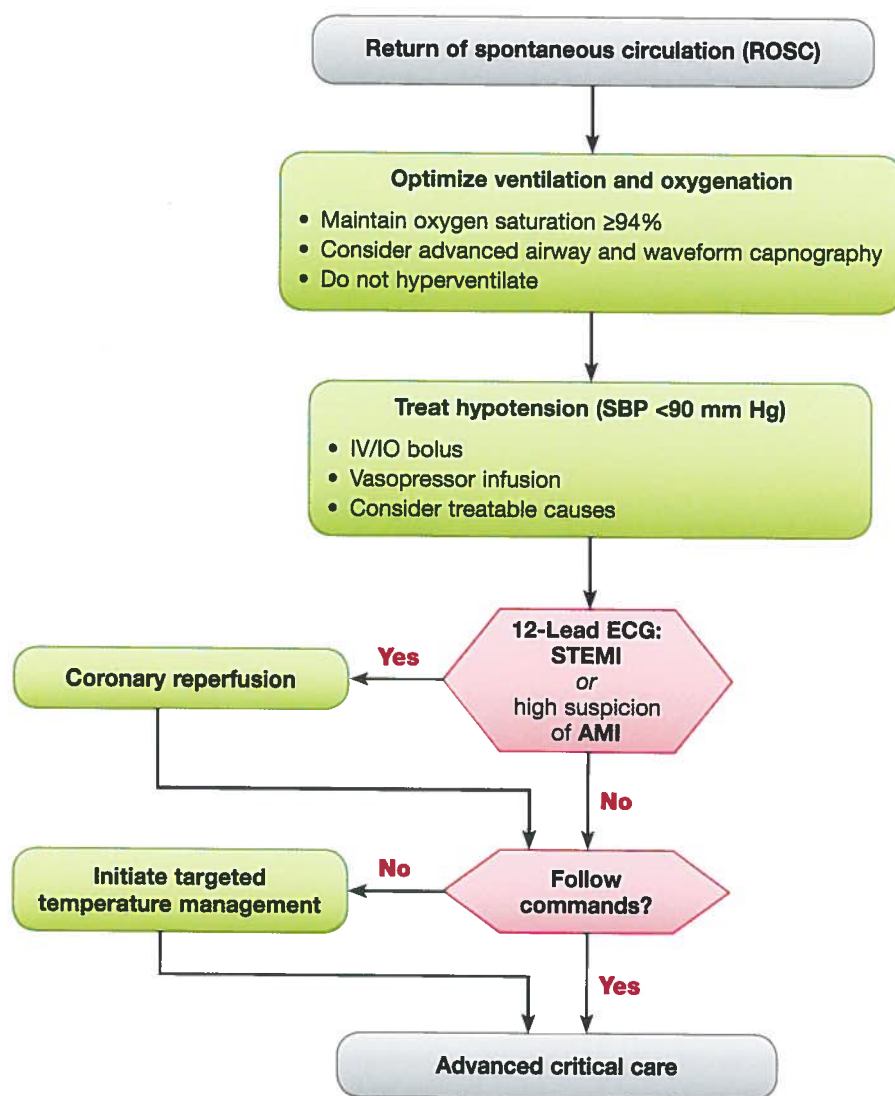 Return of spontaneous circulation (ROSC)
Optimize ventilation and oxygenation
• Maintain oxygen saturation ≥94%
• Consider advanced airway and waveform capnography
• Do not hyperventilate
Treat hypotension (SBP <90 mm Hg)
• IV/IO bolus
• Vasopressor infusion
• Consider treatable causes
12-Lead ECG:
STEMI
or
high suspicion
of AMI
Yes
Coronary reperfusion
No
Follow
commands?
No
Initiate targeted
temperature management
Yes
Advanced critical care